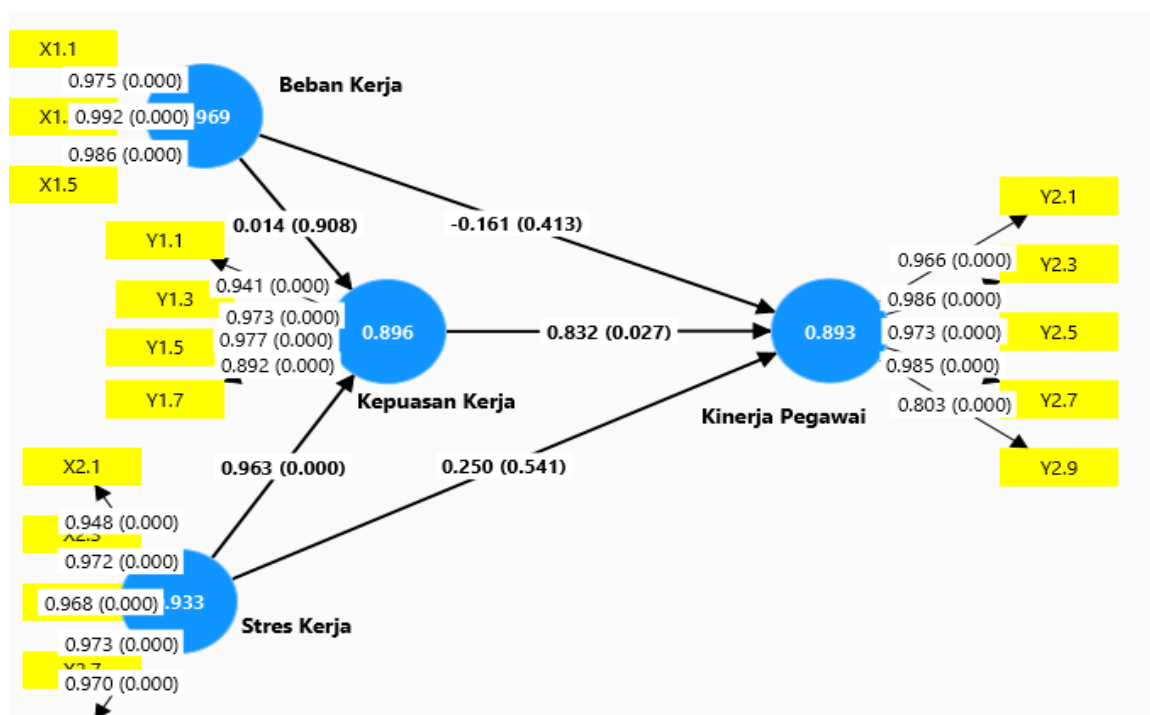 X1.1
0.975 (0.000)
Beban Kerja
X1.
0.992 (0.000)
969
0.986 (0.000)
X1.5
0.014 (0.908)
-0.161 (0.413)
Y1.1
0.941 (0.000)
Y1.3
0.973 (0.000)
0.977 (0.000)
Y1.5
0.892 (0.000)
Y1.7
0.896
Kepuasan Kerja
0.832 (0.027)
0.893
Kinerja Pegawai
Y2.1
0.966 (0.000)
Y2.3
0.986 (0.000)
0.973 (0.000)
Y2.5
0.985 (0.000)
Y2.7
0.803 (0.000)
Y2.9
0.963 (0.000)
0.250 (0.541)
X2.1
0.948 (0.000)
0.972 (0.000)
0.968 (0.000)
.933
Stres Kerja
0.973 (0.000)
X2.7
0.970 (0.000)